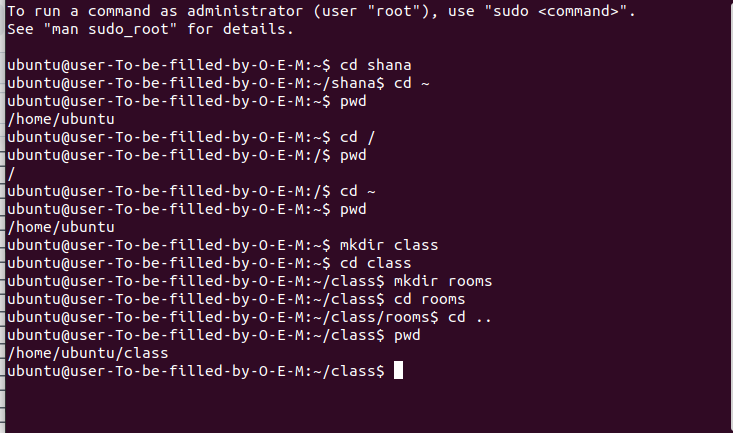 To run a command as administrator (user "root"), use "sudo <command>".
See "man sudo_root" for details.
ubuntu@user-To-be-filled-by-O-E-M:~$ cd shana
ubuntu@user-To-be-filled-by-O-E-M:~/shana$ cd ~
ubuntu@user-To-be-filled-by-O-E-M:~$ pwd
/home/ubuntu
ubuntu@user-To-be-filled-by-O-E-M:~$ cd /
ubuntu@user-To-be-filled-by-O-E-M:/$ pwd
/
ubuntu@user-To-be-filled-by-O-E-M:/$ cd ~
ubuntu@user-To-be-filled-by-O-E-M:~$ pwd
/home/ubuntu
ubuntu@user-To-be-filled-by-O-E-M:~$ mkdir class
ubuntu@user-To-be-filled-by-O-E-M:~$ cd class
ubuntu@user-To-be-filled-by-O-E-M:~/class$ mkdir rooms
ubuntu@user-To-be-filled-by-O-E-M:~/class$ cd rooms
ubuntu@user-To-be-filled-by-O-E-M:~/class/rooms$ cd ..
ubuntu@user-To-be-filled-by-O-E-M:~/class$ pwd
/home/ubuntu/class
ubuntu@user-To-be-filled-by-O-E-M:~/class$